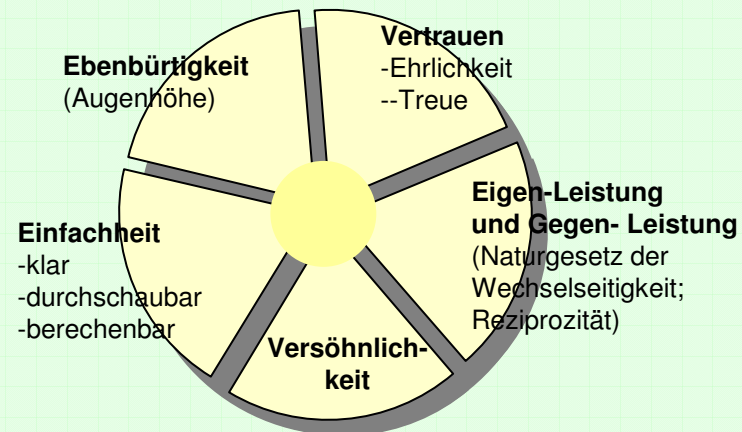 Ebenbürtigkeit
(Augenhöhe)
Vertrauen
-Ehrlichkeit
--Treue
Eigen-Leistung
und Gegen- Leistung
(Naturgesetz der
Wechselseitigkeit;
Reziprozität)
Versöhnlich-
keit
Einfachheit
-klar
-durchschaubar
-berechenbar